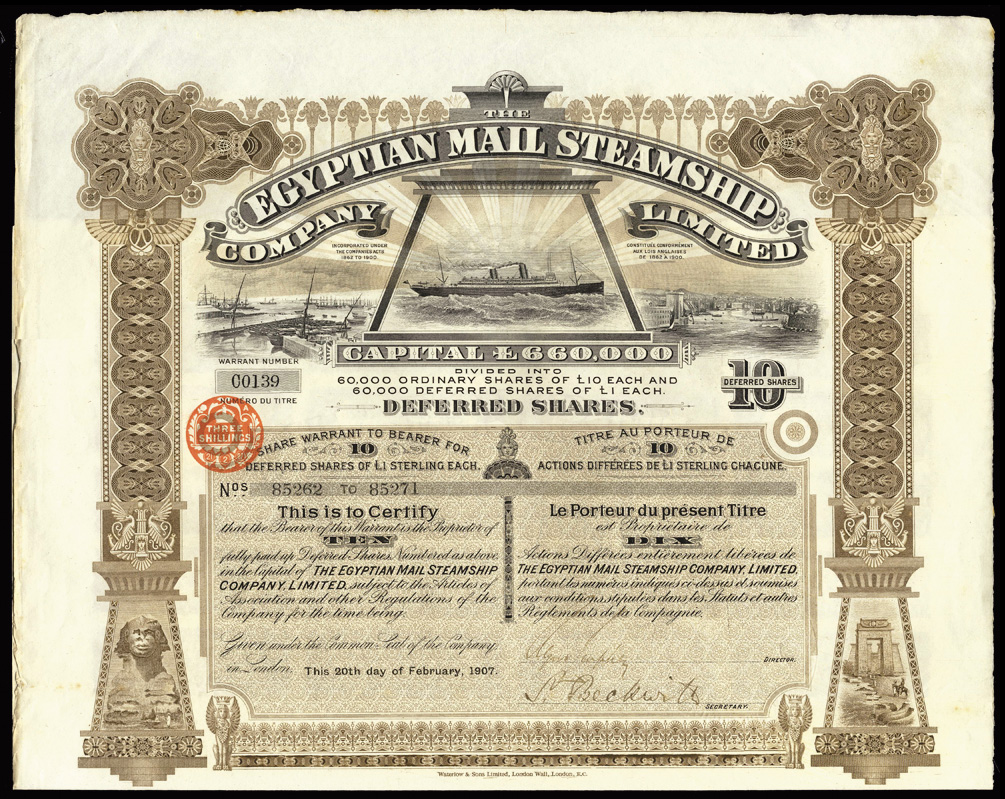 THE
EGYPTIAN MAIL STEAMSHIP
COMPANY LIMITED
INCORPORATED UNDER
THE COMPANIES ACTS
1862 TO 1900.
CONSTITUÉE CONFORMÉMENT
AUX LOIS ANGLAISES
DE 1862 À 1900.
CAPITAL £660,000
DIVIDED INTO
60,000 ORDINARY SHARES OF £10 EACH AND
60,000 DEFERRED SHARES OF £1 EACH.
DEFERRED SHARES.
WARRANT NUMBER
C0139
NUMÉRO DU TITRE
10
DEFERRED SHARES
THREE
SHILLINGS
SHARE WARRANT TO BEARER FOR
10
DEFERRED SHARES OF £1 STERLING EACH.
TITRE AU PORTEUR DE
10
ACTIONS DIFFÉRÉES DE £1 STERLING CHACUNE.
Nos 85262 TO 85271
This is to Certify
that the Bearer of this Warrant is the Proprietor of
TEN
fully paid up Deferred Shares, Numbered as above
in the Capital of THE EGYPTIAN MAIL STEAMSHIP
COMPANY, LIMITED, subject to the Articles of
Association and other Regulations of the
Company for the time being.
Given under the Common Seal of the Company,
in London. This 20th day of February, 1907.
Le Porteur du présent Titre
est Propriétaire de
DIX
Actions Différées entièrement libérées de
THE EGYPTIAN MAIL STEAMSHIP COMPANY, LIMITED,
portant les numéros indiqués ci-dessus et soumises
aux conditions stipulées dans les Statuts et autres
Règlements de la Compagnie.
DIRECTOR.
Beckwith
SECRETARY.
Waterlow & Sons Limited, London Wall, London, E.C.